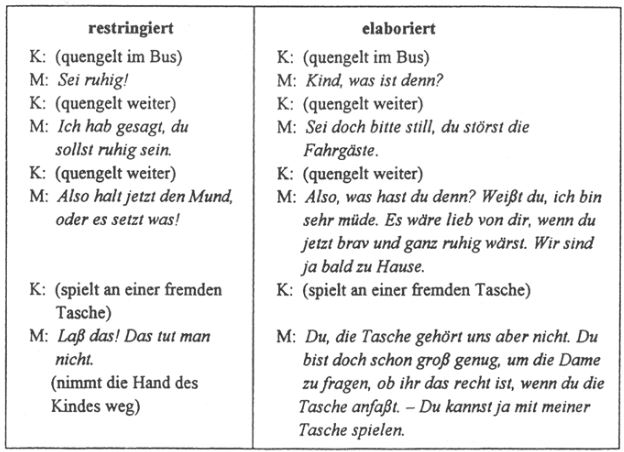 restringiert
K: (quengelt im Bus)
M: Sei ruhig!
K: (quengelt weiter)
M: Ich hab gesagt, du
sollst ruhig sein.
K: (quengelt weiter)
M: Also halt jetzt den Mund,
oder es setzt was!
K: (spielt an einer fremden
Tasche)
M: Laß das! Das tut man
nicht.
(nimmt die Hand des
Kindes weg)
elaboriert
K: (quengelt im Bus)
M: Kind, was ist denn?
K: (quengelt weiter)
M: Sei doch bitte still, du störst die
Fahrgäste.
K: (quengelt weiter)
M: Also, was hast du denn? Weißt du, ich bin
sehr müde. Es wäre lieb von dir, wenn du
jetzt brav und ganz ruhig wärst. Wir sind
ja bald zu Hause.
K: (spielt an einer fremden Tasche)
M: Du, die Tasche gehört uns aber nicht. Du
bist doch schon groß genug, um die Dame
zu fragen, ob ihr das recht ist, wenn du die
Tasche anfaßt. – Du kannst ja mit meiner
Tasche spielen.